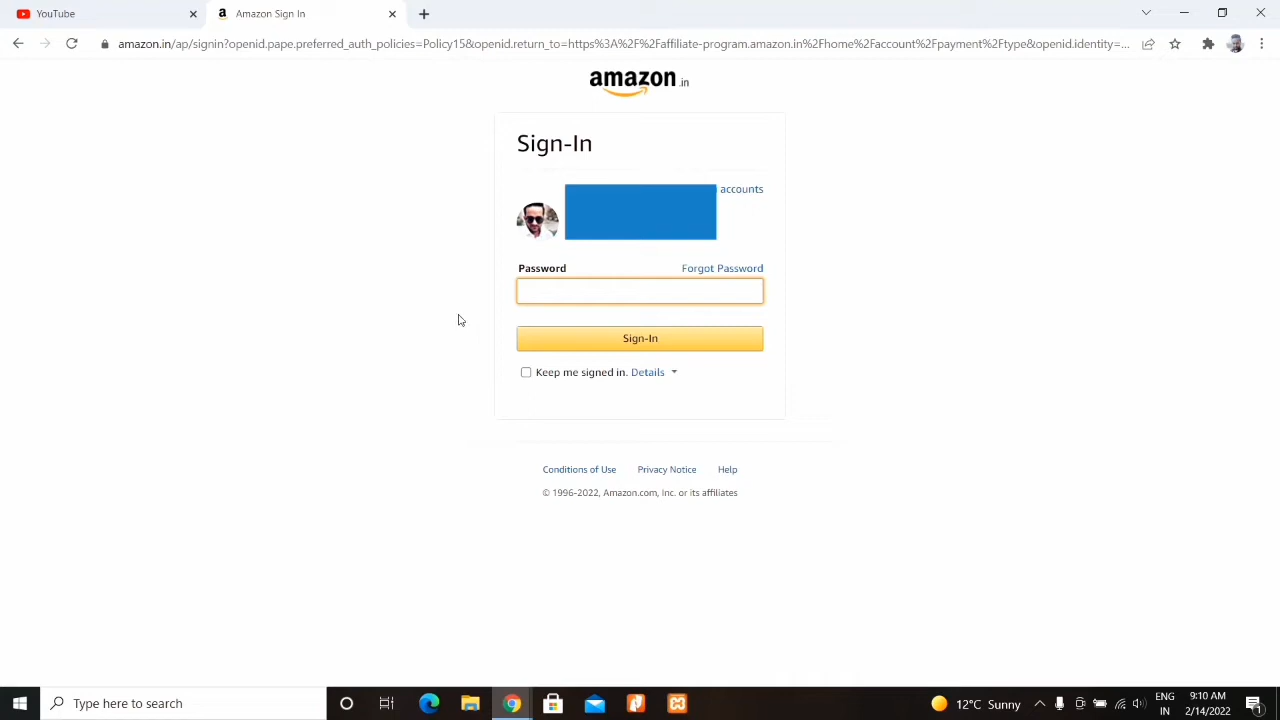 YouTube
a Amazon Sign In
amazon.in/ap/signin?openid.pape.preferred_auth_policies=Policy15&openid.return_to=https%3A%2F%2Faffiliate-program.amazon.in%2Fhome%2Faccount%2Fpayment%2Ftype&openid.identity=...
amazon.in
Sign-In
accounts
Password
Forgot Password
Sign-In
Keep me signed in. Details
Conditions of Use Privacy Notice Help
© 1996-2022, Amazon.com, Inc. or its affiliates
Type here to search
12°C Sunny
ENG
IN
9:10 AM
2/14/2022